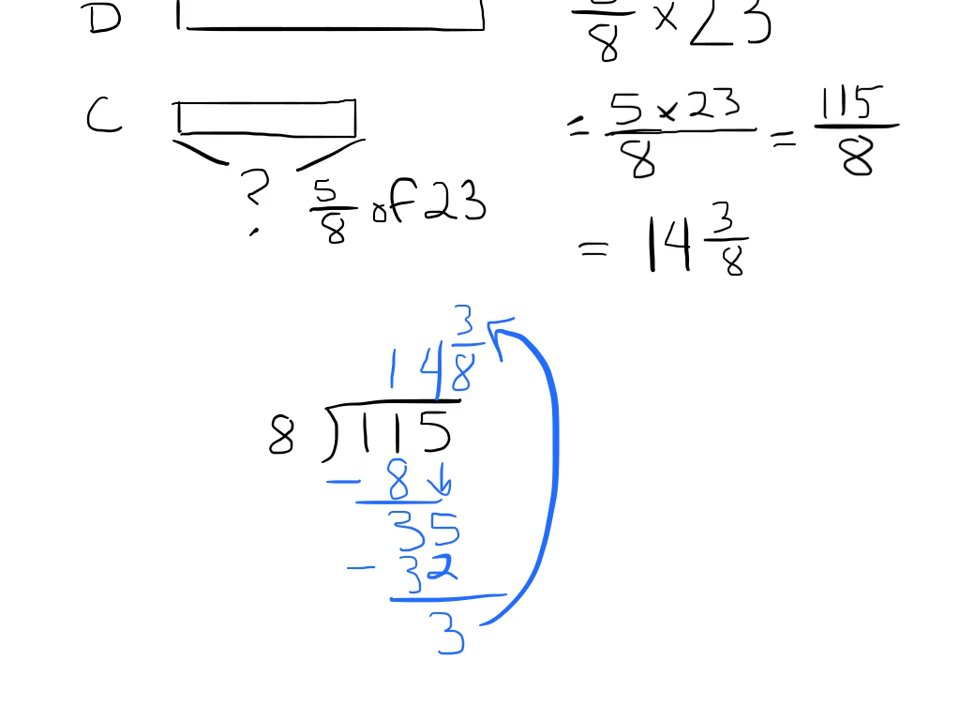 D
5/8 × 23
C
= 5 × 23 / 8 = 115/8
? 5/8 of 23
= 14 3/8
14 3/8
8 ) 115
- 8 ↓
35
- 32
3